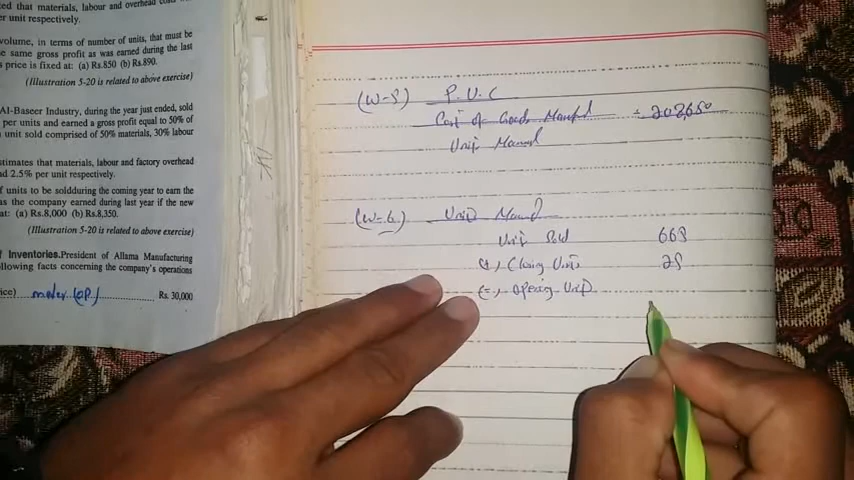 ed that materials, labour and overhead costs
er unit respectively.
volume, in terms of number of units, that must be
e same gross profit as was earned during the last
s price is fixed at: (a) Rs.850 (b) Rs.890.
(Illustration 5-20 is related to above exercise)
Al-Baseer Industry, during the year just ended, sold
per units and earned a gross profit equal to 50% of
unit sold comprised of 50% materials, 30% labour
stimates that materials, labour and factory overhead
d 2.5% per unit respectively.
f units to be soldduring the coming year to earn the
as the company earned during last year if the new
at: (a) Rs.8,000 (b) Rs.8,350.
(Illustration 5-20 is related to above exercise)
f Inventories.President of Allama Manufacturing
llowing facts concerning the company's operations
ice) Rs. 30,000
(W-5) P.U.C
Cost of Goods Manufd = 202,650
Unit Manuf
(W-6) Unit Manuf
Unit Sold 665
(+) Closing Units 25
(-) Opening Unit